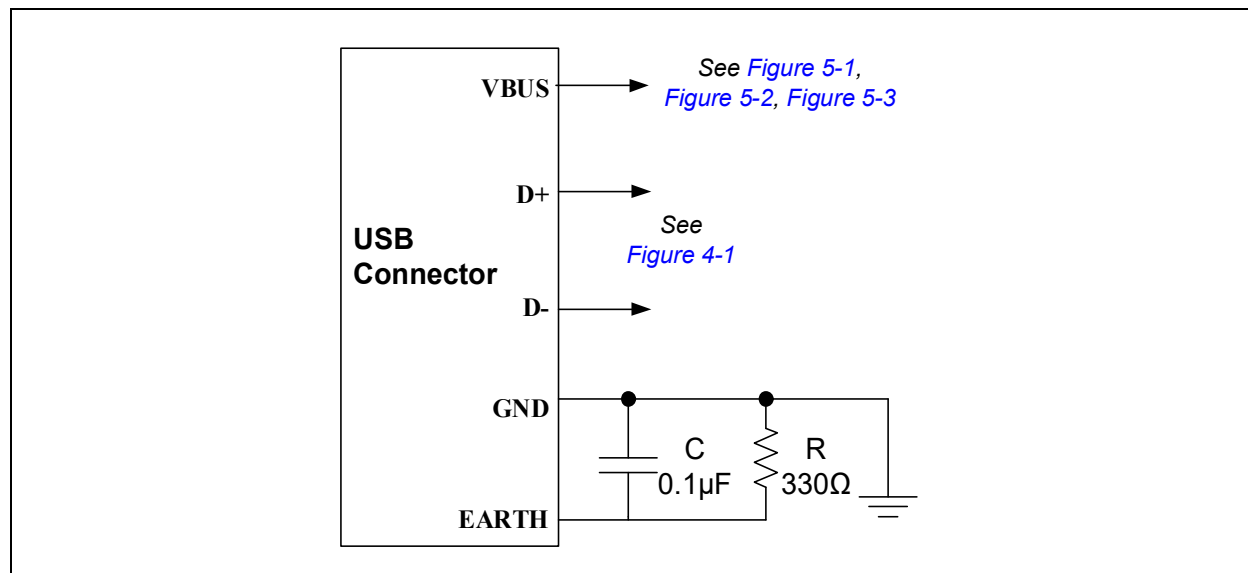 VBUS
See Figure 5-1,
Figure 5-2, Figure 5-3
D+
See
Figure 4-1
USB
Connector
D-
GND
C
0.1µF
R
330Ω
EARTH